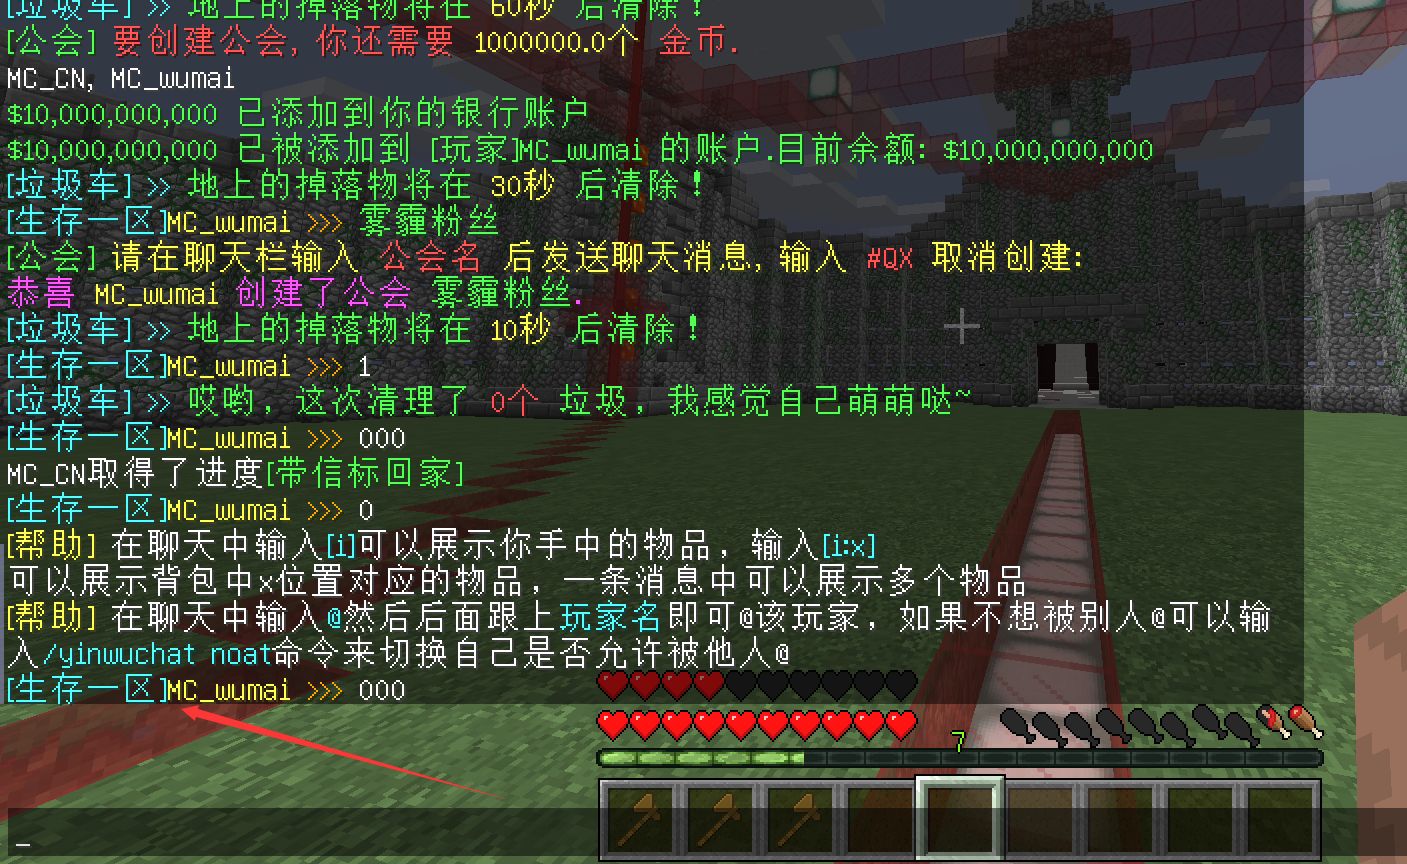 [垃圾车] >> 地上的掉落物将在 60秒 后清除！
[公会] 要创建公会, 你还需要 1000000.0个 金币.
MC_CN, MC_wumai
$10,000,000,000 已添加到你的银行账户
$10,000,000,000 已被添加到 [玩家]MC_wumai 的账户.目前余额: $10,000,000,000
[垃圾车] >> 地上的掉落物将在 30秒 后清除！
[生存一区]MC_wumai >>> 雾霾粉丝
[公会] 请在聊天栏输入 公会名 后发送聊天消息, 输入 #QX 取消创建:
恭喜 MC_wumai 创建了公会 雾霾粉丝.
[垃圾车] >> 地上的掉落物将在 10秒 后清除！
[生存一区]MC_wumai >>> 1
[垃圾车] >> 哎哟，这次清理了 0个 垃圾，我感觉自己萌萌哒~
[生存一区]MC_wumai >>> 000
MC_CN取得了进度[带信标回家]
[生存一区]MC_wumai >>> 0
[帮助] 在聊天中输入[i]可以展示你手中的物品，输入[i:x]
可以展示背包中x位置对应的物品，一条消息中可以展示多个物品
[帮助] 在聊天中输入@然后后面跟上玩家名即可@该玩家，如果不想被别人@可以输
入/yinwuchat noat命令来切换自己是否允许被他人@
[生存一区]MC_wumai >>> 000
7
_